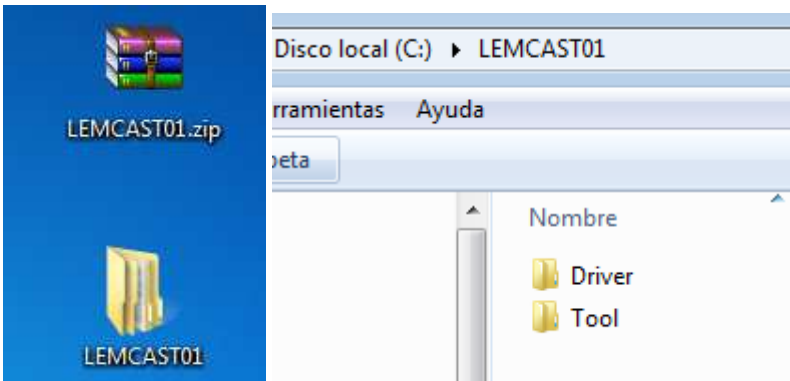 LEMCAST01.zip
LEMCAST01
Disco local (C:) LEMCAST01
rramientas Ayuda
peta
Nombre
Driver
Tool